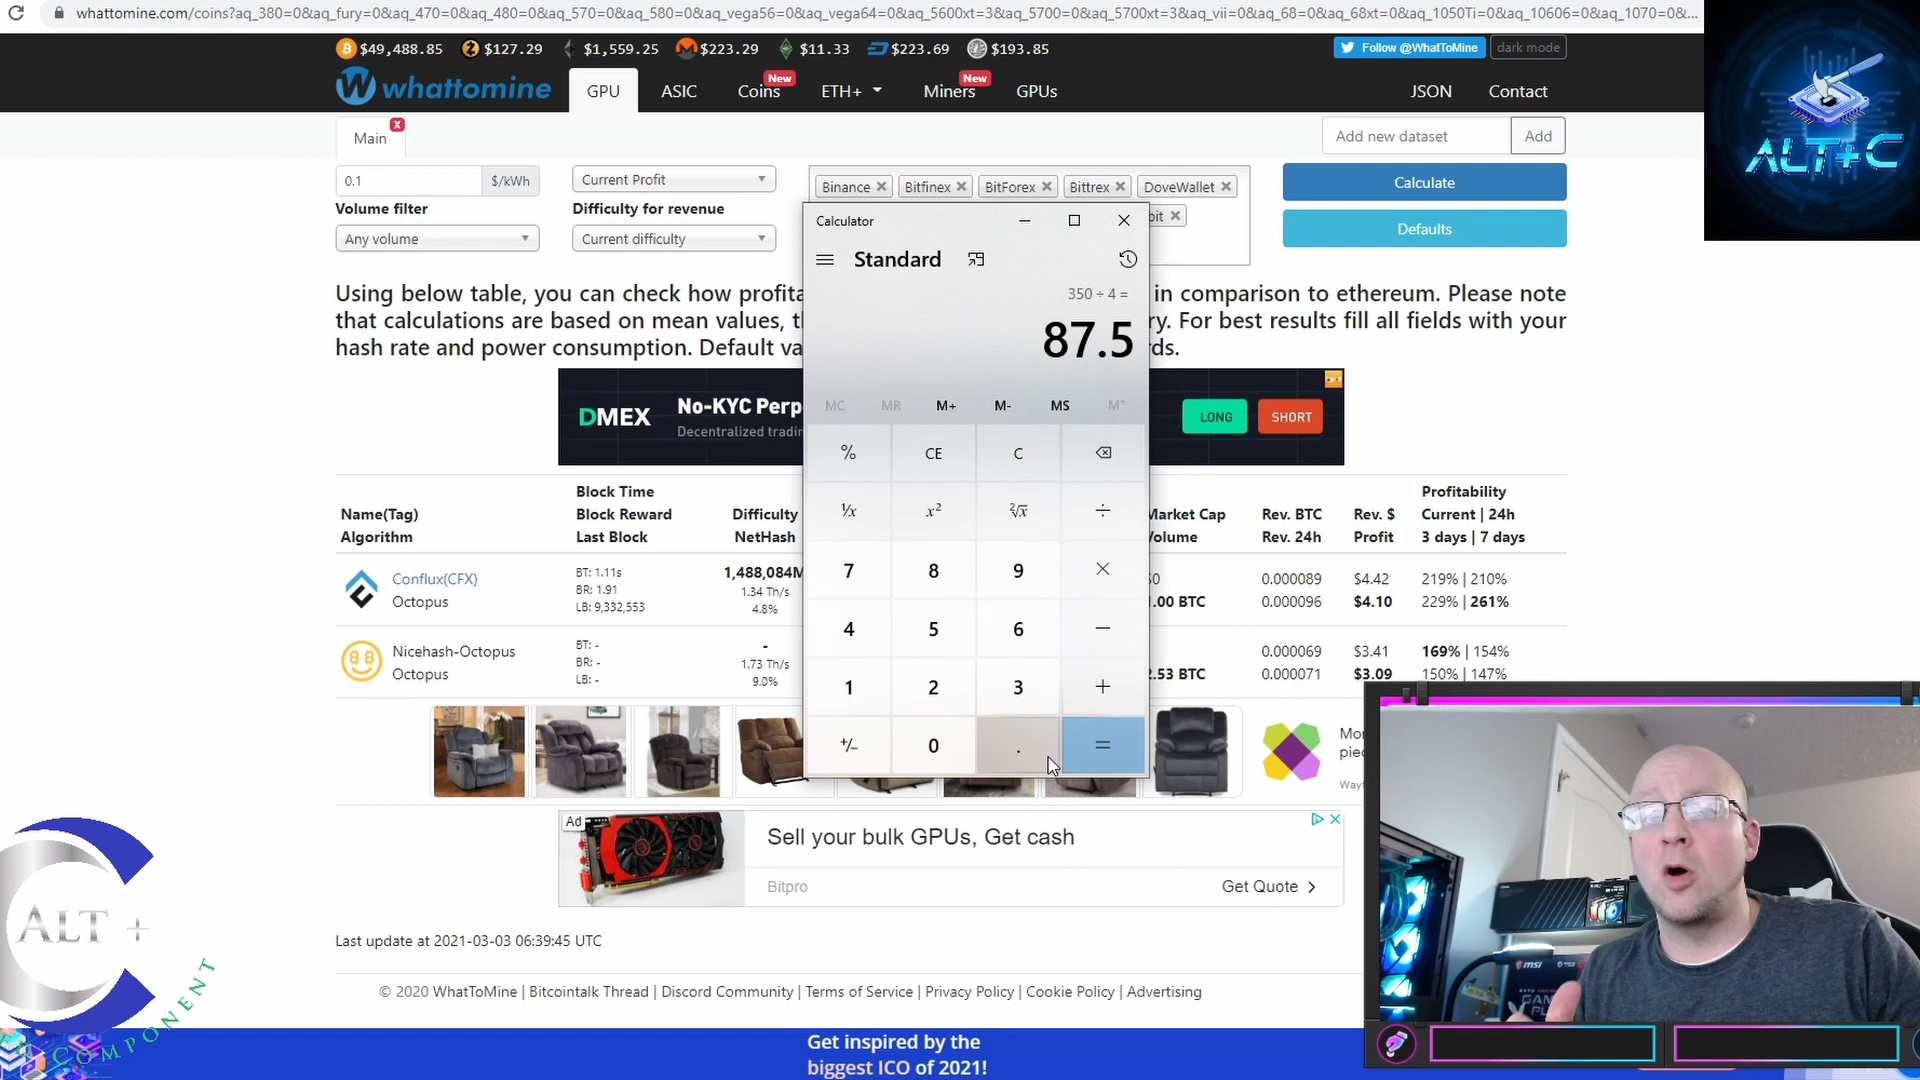 whattomine.com/coins?aq_380=0&aq_fury=0&aq_470=0&aq_480=0&aq_570=0&aq_580=0&aq_vega56=0&aq_vega64=0&aq_5600xt=3&aq_5700=0&aq_5700xt=3&aq_vii=0&aq_68=0&aq_68xt=0&aq_1050Ti=0&aq_10606=0&aq_1070=0&...
$49,488.85 $127.29 $1,559.25 $223.29 $11.33 $223.69 $193.85
Follow @WhatToMine dark mode
whattomine GPU ASIC Coins New ETH+ Miners New GPUs JSON Contact
ALT+C
Main x
Add new dataset Add
0.1 $/kWh
Current Profit
Binance Bitfinex BitForex Bittrex DoveWallet
Calculate
Volume filter
Difficulty for revenue
Any volume
Current difficulty
bit
Defaults
Calculator
Standard
350 ÷ 4 =
87.5
MC MR M+ M- MS M˅
% CE C
⅟x x² ²√x ÷
7 8 9 ×
4 5 6 −
1 2 3 +
+/− 0 . =
Using below table, you can check how profita in comparison to ethereum. Please note
that calculations are based on mean values, th ry. For best results fill all fields with your
hash rate and power consumption. Default va ds.
DMEX
No-KYC Perp
Decentralized tradin
LONG SHORT
Name(Tag)
Algorithm
Block Time
Block Reward
Last Block
Difficulty
NetHash
Market Cap
Volume
Rev. BTC
Rev. 24h
Rev. $
Profit
Profitability
Current | 24h
3 days | 7 days
Conflux(CFX)
Octopus
BT: 1.11s
BR: 1.91
LB: 9,332,553
1,488,084M
1.34 Th/s
4.8%
$0
1.00 BTC
0.000089
0.000096
$4.42
$4.10
219% | 210%
229% | 261%
Nicehash-Octopus
Octopus
BT: -
BR: -
LB: -
-
1.73 Th/s
9.0%
2.53 BTC
0.000069
0.000071
$3.41
$3.09
169% | 154%
150% | 147%
Ad
Sell your bulk GPUs, Get cash
Bitpro
Get Quote
Last update at 2021-03-03 06:39:45 UTC
© 2020 WhatToMine | Bitcointalk Thread | Discord Community | Terms of Service | Privacy Policy | Cookie Policy | Advertising
ALT +
COMPONENT
Get inspired by the
biggest ICO of 2021!
msi